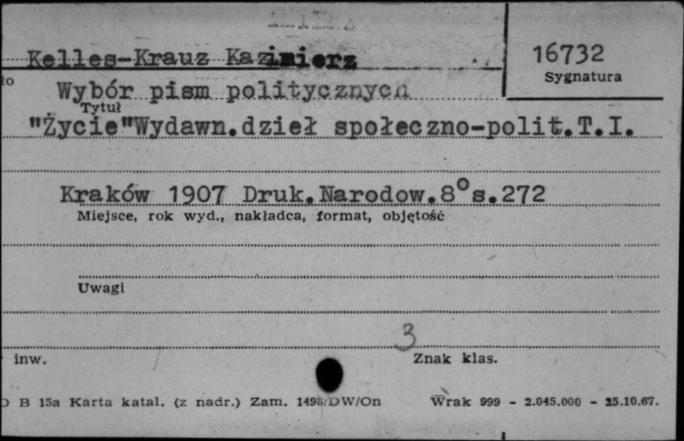 Kelles-Krauz Kazimierz
16732
Sygnatura
ło
Wybór pism politycznych
Tytuł
"Życie"Wydawn.dzieł społeczno-polit.T.I.
Kraków 1907 Druk.Narodow.8°s.272
Miejsce, rok wyd., nakładca, format, objętość
Uwagi
3
inw.
Znak klas.
B 15a Karta katal. (z nadr.) Zam. 1498/DW/On
Wrak 999 - 2.045.000 - 25.10.67.